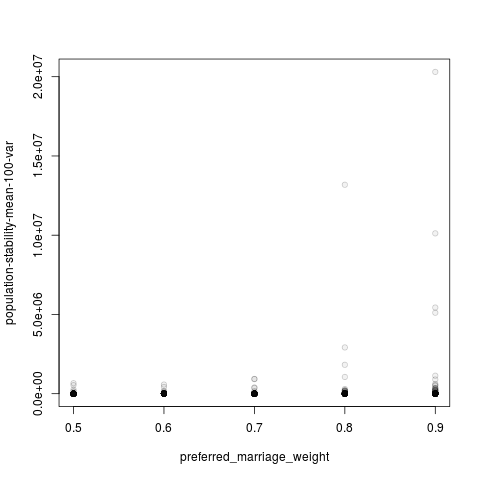 population-stability-mean-100-var
2.0e+07
1.5e+07
1.0e+07
5.0e+06
0.0e+00
0.5
0.6
0.7
0.8
0.9
preferred_marriage_weight